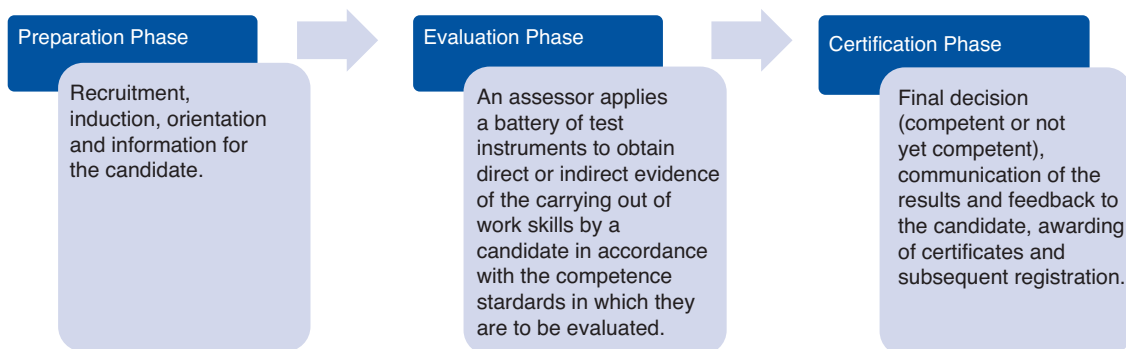 Preparation Phase
Recruitment,
induction, orientation
and information for
the candidate.
Evaluation Phase
An assessor applies
a battery of test
instruments to obtain
direct or indirect evidence
of the carrying out of
work skills by a
candidate in accordance
with the competence
stardards in which they
are to be evaluated.
Certification Phase
Final decision
(competent or not
yet competent),
communication of the
results and feedback to
the candidate, awarding
of certificates and
subsequent registration.